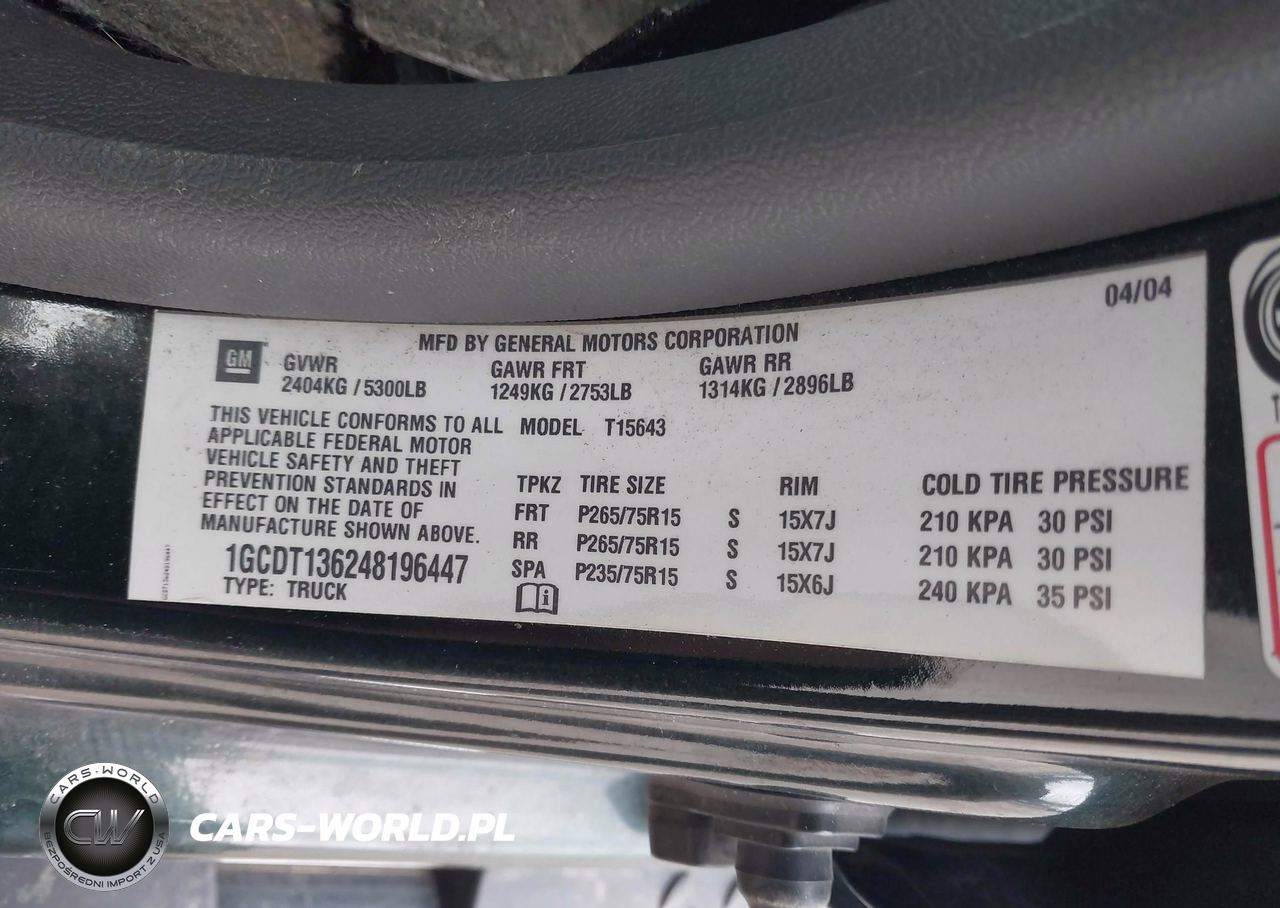 04/04
MFD BY GENERAL MOTORS CORPORATION
GM
GVWR GAWR FRT GAWR RR
2404KG / 5300LB 1249KG / 2753LB 1314KG / 2896LB
THIS VEHICLE CONFORMS TO ALL
APPLICABLE FEDERAL MOTOR
VEHICLE SAFETY AND THEFT
PREVENTION STANDARDS IN
EFFECT ON THE DATE OF
MANUFACTURE SHOWN ABOVE.
1GCDT136248196447
TYPE: TRUCK
MODEL T15643
TPKZ TIRE SIZE RIM COLD TIRE PRESSURE
FRT P265/75R15 S 15X7J 210 KPA 30 PSI
RR P265/75R15 S 15X7J 210 KPA 30 PSI
SPA P235/75R15 S 15X6J 240 KPA 35 PSI
CARS-WORLD
CW
BEZPOŚREDNI IMPORT Z USA
CARS-WORLD.PL